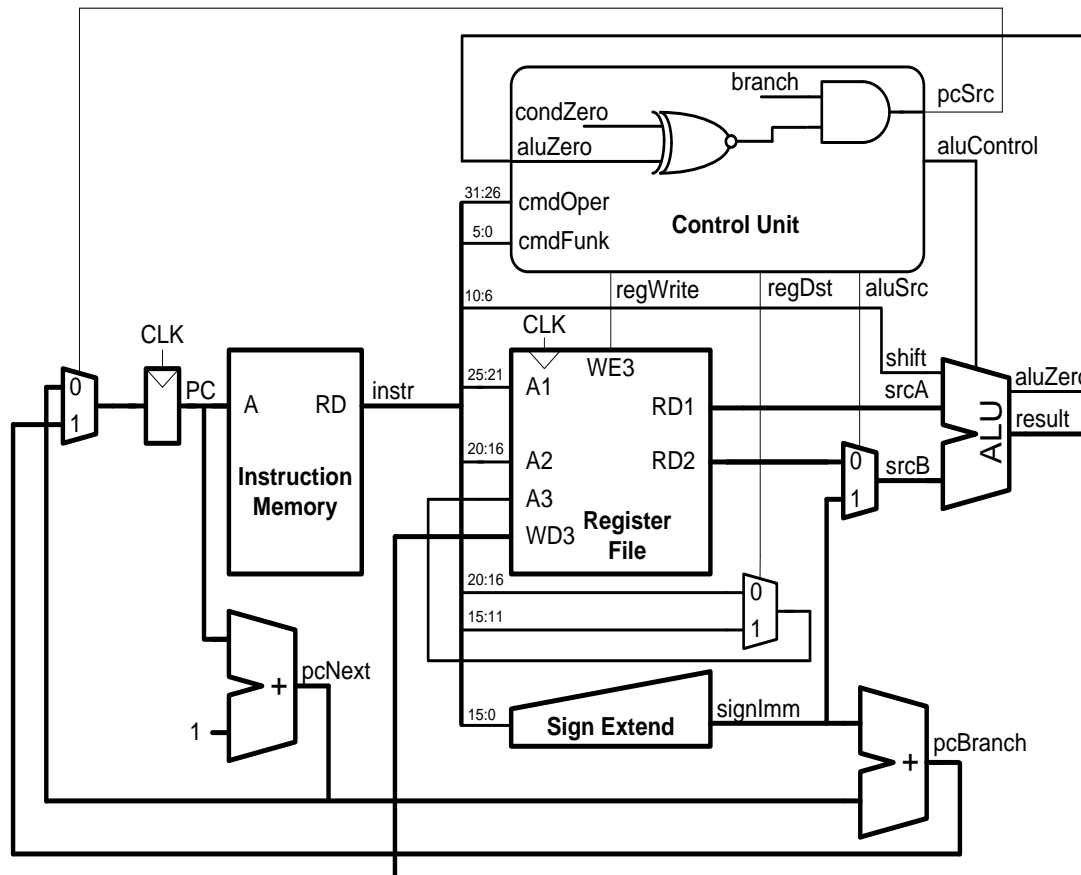 branch
pcSrc
condZero
aluZero
aluControl
31:26
cmdOper
5:0
cmdFunk
Control Unit
10:6
regWrite
regDst
aluSrc
CLK
CLK
shift
WE3
0
1
PC
A
RD
instr
25:21
A1
RD1
srcA
ALU
aluZero
result
20:16
A2
RD2
0
1
srcB
Instruction
Memory
A3
WD3
Register
File
20:16
0
15:11
1
pcNext
+
1
15:0
Sign Extend
signImm
+
pcBranch